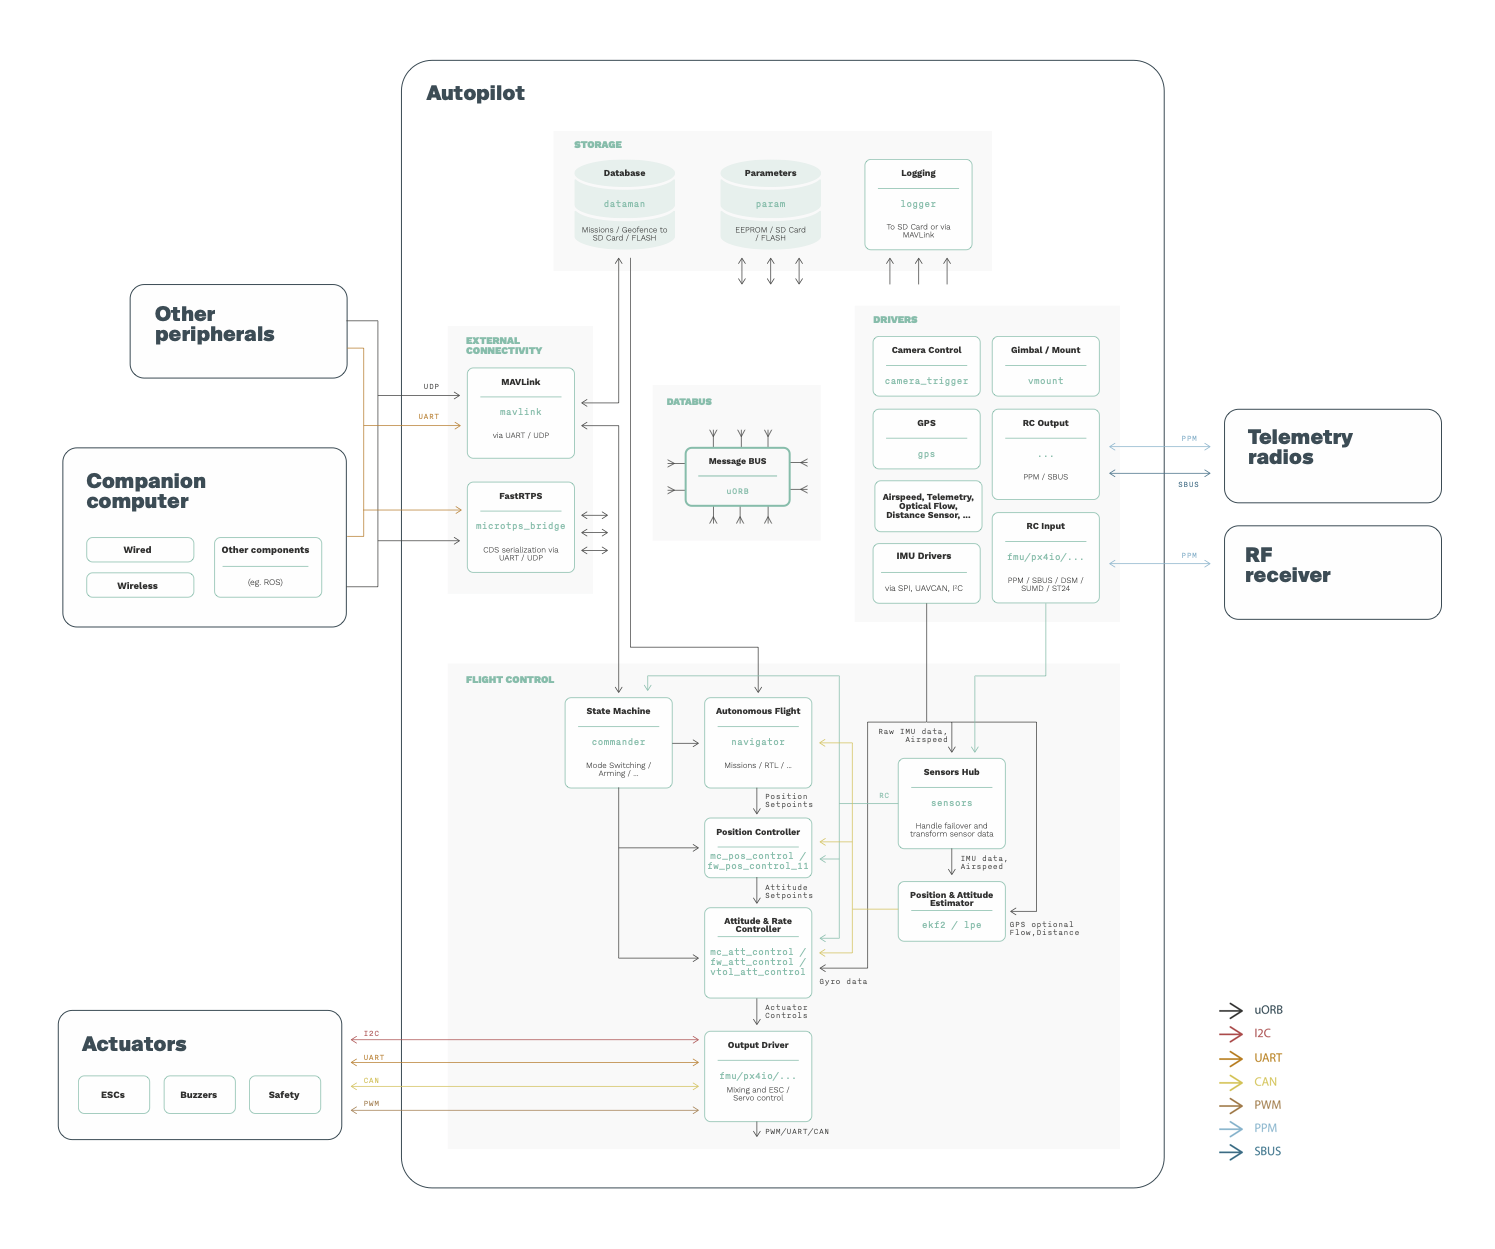 Autopilot
STORAGE
Database
dataman
Missions / Geofence to
SD Card / FLASH
Parameters
param
EEPROM / SD Card
/ FLASH
Logging
logger
To SD Card or via
MAVLink
Other
peripherals
Companion
computer
Wired
Wireless
Other components
(eg. ROS)
UDP
UART
EXTERNAL
CONNECTIVITY
MAVLink
mavlink
via UART / UDP
FastRTPS
microtps_bridge
CDS serialization via
UART / UDP
DATABUS
Message BUS
uORB
DRIVERS
Camera Control
camera_trigger
Gimbal / Mount
vmount
GPS
gps
RC Output
...
PPM / SBUS
Airspeed, Telemetry,
Optical Flow,
Distance Sensor, ...
IMU Drivers
via SPI, UAVCAN, I²C
RC Input
fmu/px4io/...
PPM / SBUS / DSM /
SUMD / ST24
PPM
SBUS
PPM
Telemetry
radios
RF
receiver
FLIGHT CONTROL
State Machine
commander
Mode Switching /
Arming / ...
Autonomous Flight
navigator
Missions / RTL / ...
Position
Setpoints
Position Controller
mc_pos_control /
fw_pos_control_11
Attitude
Setpoints
Attitude & Rate
Controller
mc_att_control /
fw_att_control /
vtol_att_control
Actuator
Controls
Raw IMU data,
Airspeed
Sensors Hub
sensors
Handle failover and
transform sensor data
RC
IMU data,
Airspeed
Position & Attitude
Estimator
ekf2 / lpe
GPS optional
Flow,Distance
Gyro data
Output Driver
fmu/px4io/...
Mixing and ESC /
Servo control
PWM/UART/CAN
Actuators
ESCs
Buzzers
Safety
I2C
UART
CAN
PWM
uORB
I2C
UART
CAN
PWM
PPM
SBUS